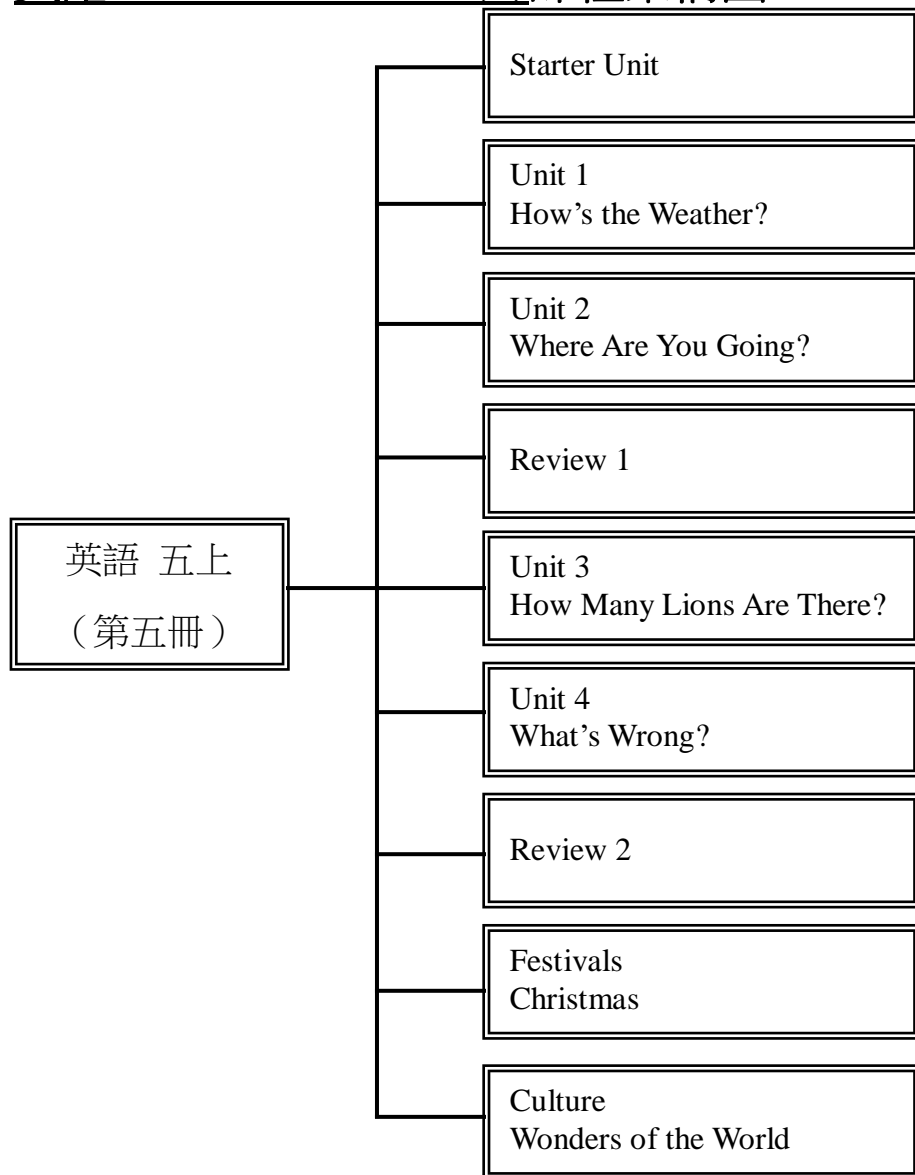 Starter Unit
Unit 1
How’s the Weather?
Unit 2
Where Are You Going?
Review 1
英語 五上
（第五冊）
Unit 3
How Many Lions Are There?
Unit 4
What’s Wrong?
Review 2
Festivals
Christmas
Culture
Wonders of the World